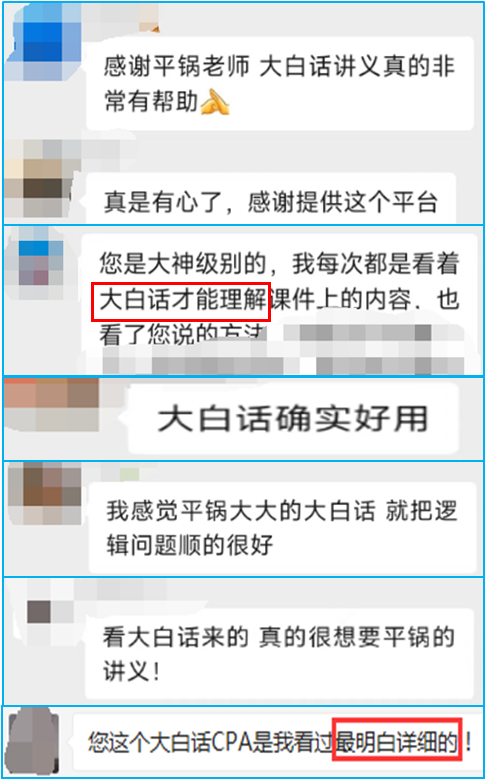 感谢平锅老师 大白话讲义真的非
常有帮助🙏
真是有心了，感谢提供这个平台
您是大神级别的，我每次都是看着
大白话才能理解课件上的内容．也
看了您说的方法
大白话确实好用
我感觉平锅大大的大白话 就把逻
辑问题顺的很好
看大白话来的 真的很想要平锅的
讲义！
您这个大白话CPA是我看过最明白详细的！